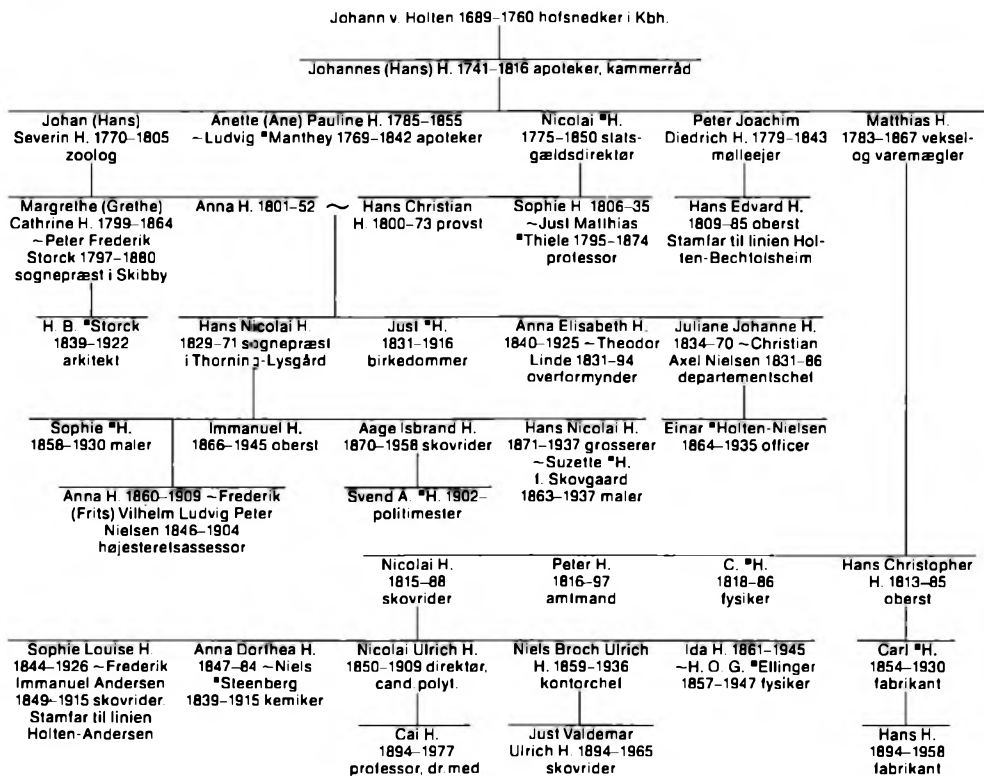 Johann v. Holten 1689–1760 hofsnedker i Kbh.
Johannes (Hans) H. 1741–1816 apoteker, kammerråd
Johan (Hans)
Severin H. 1770–1805
zoolog
Anette (Ane) Pauline H. 1785–1855
~Ludvig *Manthey 1769–1842 apoteker
Nicolai *H.
1775–1850 stats-
gældsdirektør
Peter Joachim
Diedrich H. 1779–1843
mølleejer
Matthias H.
1783–1867 veksel-
og varemægler
Margrethe (Grethe)
Cathrine H. 1799–1864
~Peter Frederik
Storck 1797–1880
sognepræst i Skibby
Anna H. 1801–52
~
Hans Christian
H. 1800–73 provst
Sophie H. 1806–35
~Just Matthias
*Thiele 1795–1874
professor
Hans Edvard H.
1809–85 oberst
Stamfar til linien Hol-
ten-Bechtolsheim
H. B. *Storck
1839–1922
arkitekt
Hans Nicolai H.
1829–71 sognepræst
i Thorning-Lysgård
Just *H.
1831–1916
birkedommer
Anna Elisabeth H.
1840–1925 ~Theodor
Linde 1831–94
overformynder
Juliane Johanne H.
1834–70 ~Christian
Axel Nielsen 1831–86
departementschef
Sophie *H.
1858–1930 maler
Immanuel H.
1866–1945 oberst
Aage Isbrand H.
1870–1958 skovrider
Hans Nicolai H.
1871–1937 grosserer
~Suzette *H.
f. Skovgaard
1863–1937 maler
Einar *Holten-Nielsen
1864–1935 officer
Anna H. 1860–1909 ~Frederik
(Frits) Vilhelm Ludvig Peter
Nielsen 1846–1904
højesteretsassessor
Svend Å. *H. 1902–
politimester
Nicolai H.
1815–88
skovrider
Peter H.
1816–97
amtmand
C. *H.
1818–86
fysiker
Hans Christopher
H. 1813–85
oberst
Sophie Louise H.
1844–1926 ~Frederik
Immanuel Andersen
1849–1915 skovrider.
Stamfar til linien
Holten-Andersen
Anna Dorthea H.
1847–84 ~Niels
*Steenberg
1839–1915 kemiker
Nicolai Ulrich H.
1850–1909 direktør,
cand. polyt.
Niels Broch Ulrich
H. 1859–1936
kontorchef
Ida H. 1861–1945
~H. O. G. *Ellinger
1857–1947 fysiker
Carl *H.
1854–1930
fabrikant
Cai H.
1894–1977
professor, dr. med
Just Valdemar
Ulrich H. 1894–1965
skovrider
Hans H.
1894–1958
fabrikant